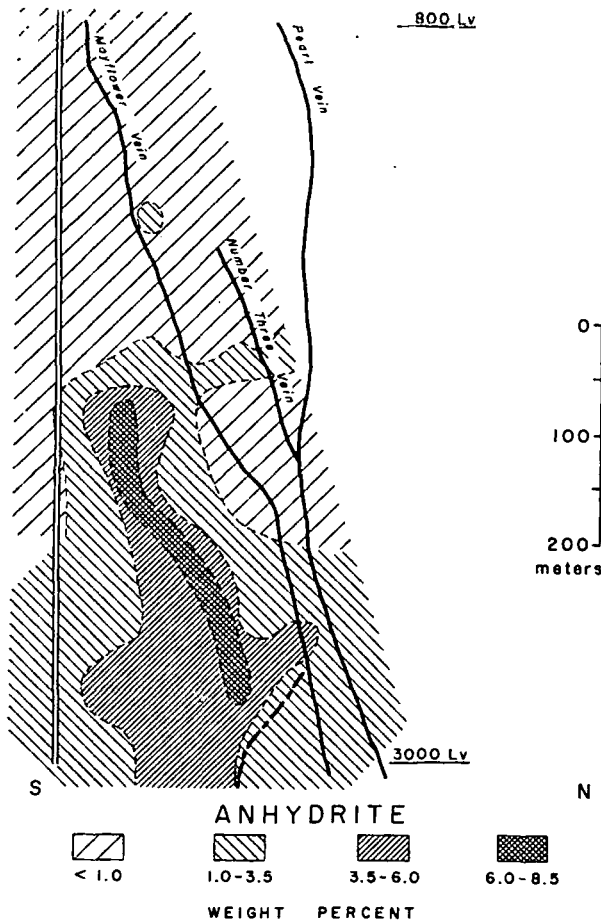 800 Lv
Mayflower Vein
Pearl Vein
Number Three Vein
0
100
200
meters
3000 Lv
S
N
ANHYDRITE
< 1.0
1.0-3.5
3.5-6.0
6.0-8.5
WEIGHT PERCENT